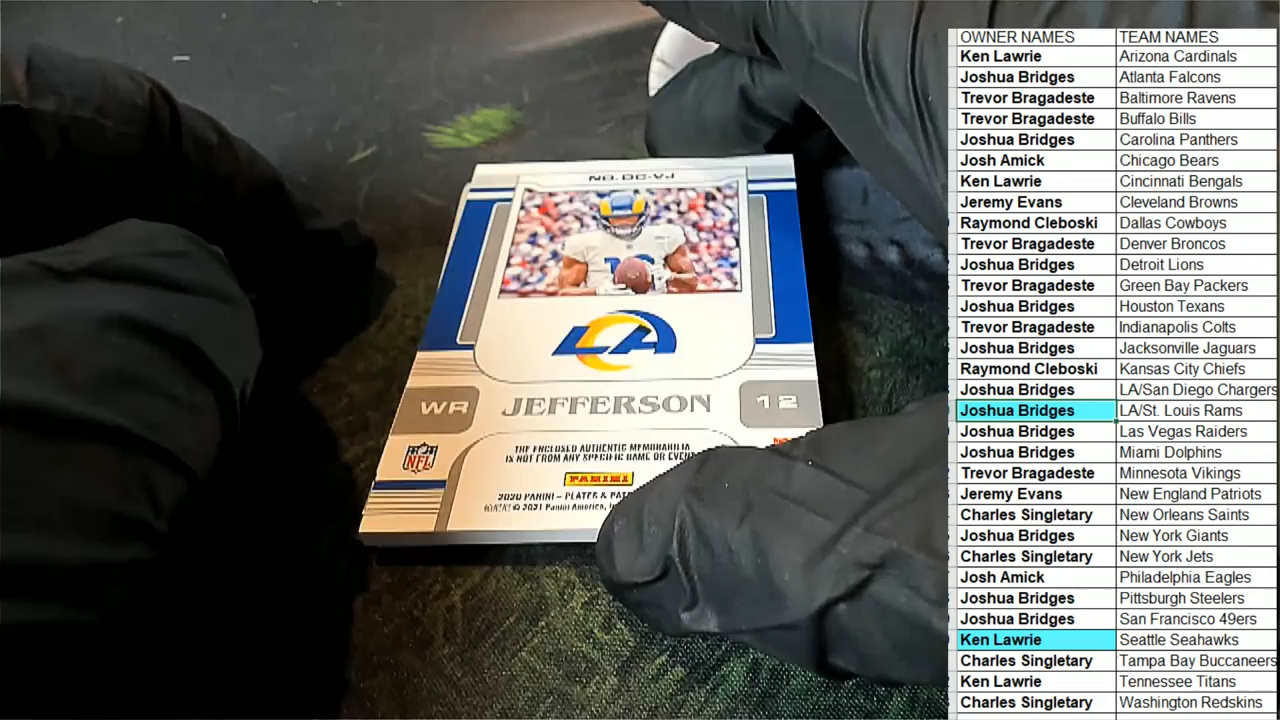 NO. DC-VJ
LA
WR JEFFERSON 12
NFL
THE ENCLOSED AUTHENTIC MEMORABILIA
IS NOT FROM ANY SPECIFIC GAME OR EVENT
PANINI
2020 PANINI – PLATES & PAT
© 2021 Panini America, In
OWNER NAMES TEAM NAMES
Ken Lawrie Arizona Cardinals
Joshua Bridges Atlanta Falcons
Trevor Bragadeste Baltimore Ravens
Trevor Bragadeste Buffalo Bills
Joshua Bridges Carolina Panthers
Josh Amick Chicago Bears
Ken Lawrie Cincinnati Bengals
Jeremy Evans Cleveland Browns
Raymond Cleboski Dallas Cowboys
Trevor Bragadeste Denver Broncos
Joshua Bridges Detroit Lions
Trevor Bragadeste Green Bay Packers
Joshua Bridges Houston Texans
Trevor Bragadeste Indianapolis Colts
Joshua Bridges Jacksonville Jaguars
Raymond Cleboski Kansas City Chiefs
Joshua Bridges LA/San Diego Chargers
Joshua Bridges LA/St. Louis Rams
Joshua Bridges Las Vegas Raiders
Joshua Bridges Miami Dolphins
Trevor Bragadeste Minnesota Vikings
Jeremy Evans New England Patriots
Charles Singletary New Orleans Saints
Joshua Bridges New York Giants
Charles Singletary New York Jets
Josh Amick Philadelphia Eagles
Joshua Bridges Pittsburgh Steelers
Joshua Bridges San Francisco 49ers
Ken Lawrie Seattle Seahawks
Charles Singletary Tampa Bay Buccaneers
Ken Lawrie Tennessee Titans
Charles Singletary Washington Redskins